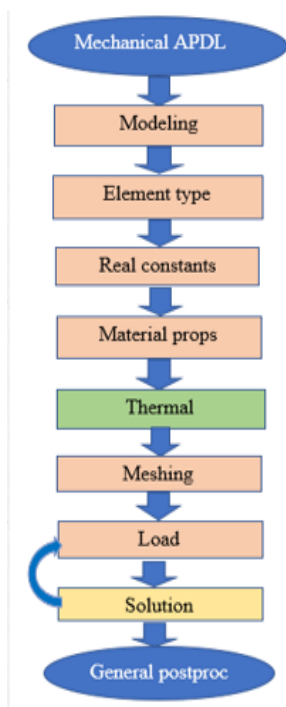 Mechanical APDL
Modeling
Element type
Real constants
Material props
Thermal
Meshing
Load
Solution
General postproc